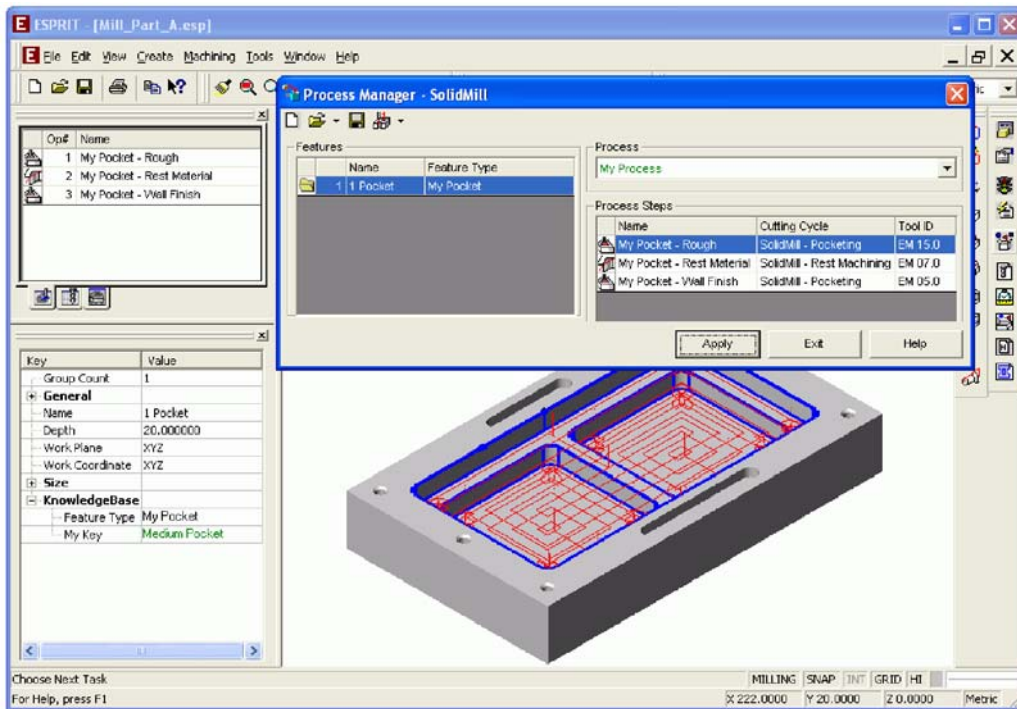 ESPRIT - [Mill_Part_A.esp]
File Edit View Create Machining Tools Window Help
Process Manager - SolidMill
Op# Name
1 My Pocket - Rough
2 My Pocket - Rest Material
3 My Pocket - Wall Finish
Features
Name Feature Type
1 1 Pocket My Pocket
Process
My Process
Process Steps
Name Cutting Cycle Tool ID
My Pocket - Rough SolidMill - Pocketing EM 15.0
My Pocket - Rest Material SolidMill - Rest Machining EM 07.0
My Pocket - Wall Finish SolidMill - Pocketing EM 05.0
Apply Exit Help
Key Value
Group Count 1
General
Name 1 Pocket
Depth 20.000000
Work Plane XYZ
Work Coordinate XYZ
Size
KnowledgeBase
Feature Type My Pocket
My Key Medium Pocket
Choose Next Task
MILLING SNAP INT GRID HI
For Help, press F1
X 222.0000 Y 20.0000 Z 0.0000 Metric